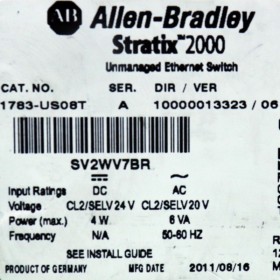 AB Allen-Bradley
Stratix™2000
Unmanaged Ethernet Switch
CAT. NO. SER. DIR / VER
1783-US08T A 10000013323 / 06
SV2WV7BR
DC AC
Input Ratings
Voltage CL2/SELV 24 V CL2/SELV 20 V
Power (max.) 4 W 6 VA
Frequency N/A 50-60 HZ
SEE INSTALL GUIDE
PRODUCT OF GERMANY MFG DATE 2011/08/16